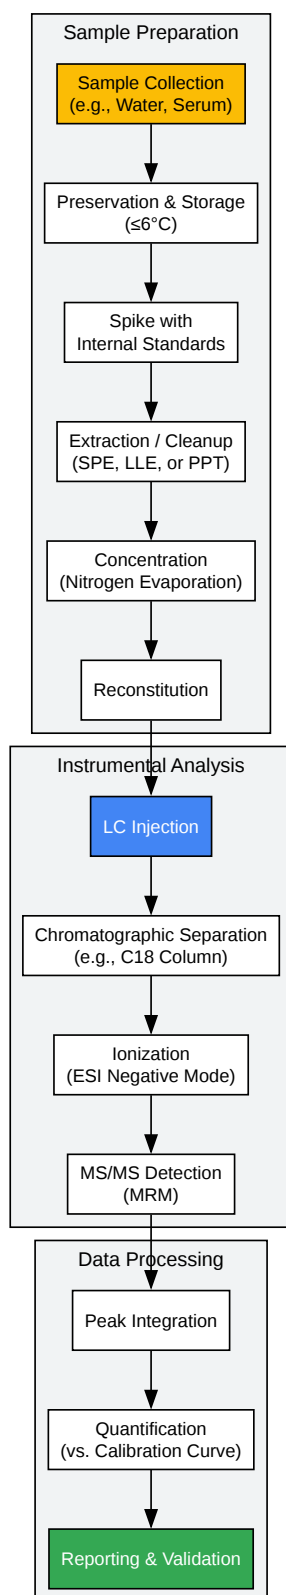 Sample Preparation
Sample Collection
(e.g., Water, Serum)
Preservation & Storage
(≤6°C)
Spike with
Internal Standards
Extraction / Cleanup
(SPE, LLE, or PPT)
Concentration
(Nitrogen Evaporation)
Reconstitution
Instrumental Analysis
LC Injection
Chromatographic Separation
(e.g., C18 Column)
Ionization
(ESI Negative Mode)
MS/MS Detection
(MRM)
Data Processing
Peak Integration
Quantification
(vs. Calibration Curve)
Reporting & Validation